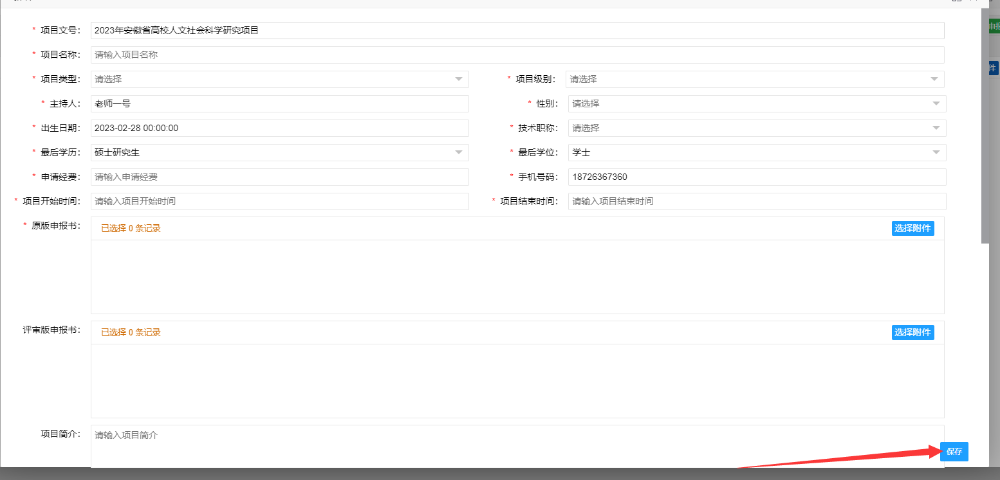 * 项目文号： 2023年安徽省高校人文社会科学研究项目
* 项目名称： 请输入项目名称
* 项目类型： 请选择 * 项目级别： 请选择
* 主持人： 老师一号 * 性别： 请选择
* 出生日期： 2023-02-28 00:00:00 * 技术职称： 请选择
* 最后学历： 硕士研究生 * 最后学位： 学士
* 申请经费： 请输入申请经费 * 手机号码： 18726367360
* 项目开始时间： 请输入项目开始时间 * 项目结束时间： 请输入项目结束时间
* 原版申报书： 已选择 0 条记录 选择附件
评审版申报书： 已选择 0 条记录 选择附件
项目简介： 请输入项目简介
保存
申报
件